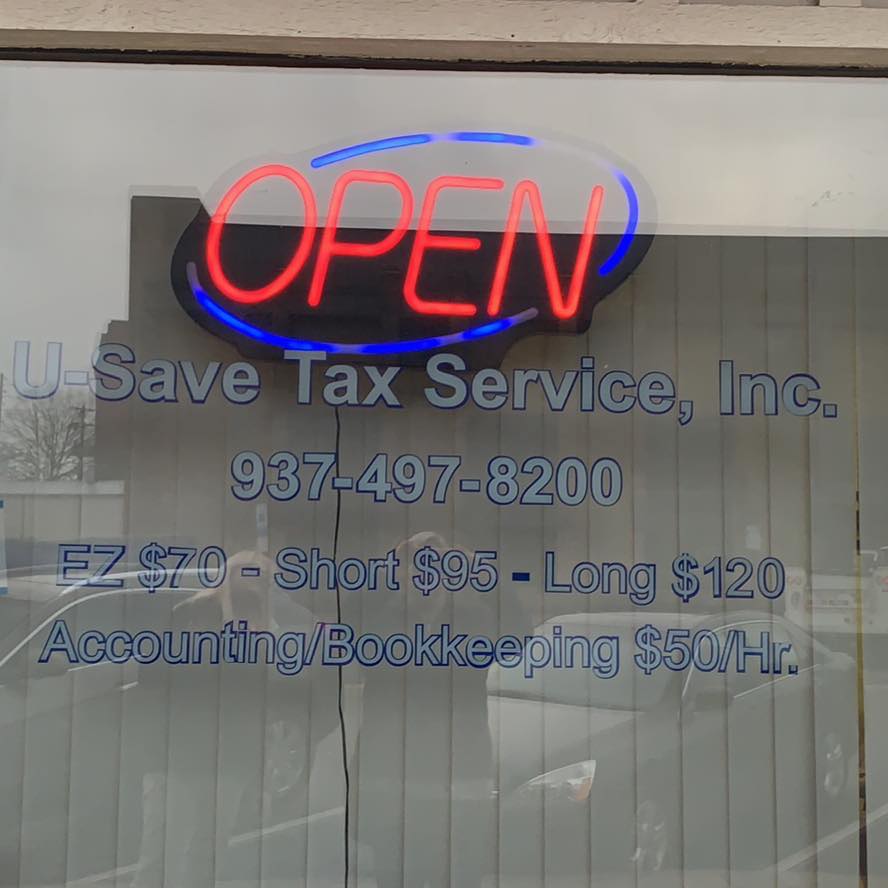 OPEN
U-Save Tax Service, Inc.
937-497-8200
EZ $70 - Short $95 - Long $120
Accounting/Bookkeeping $50/Hr.